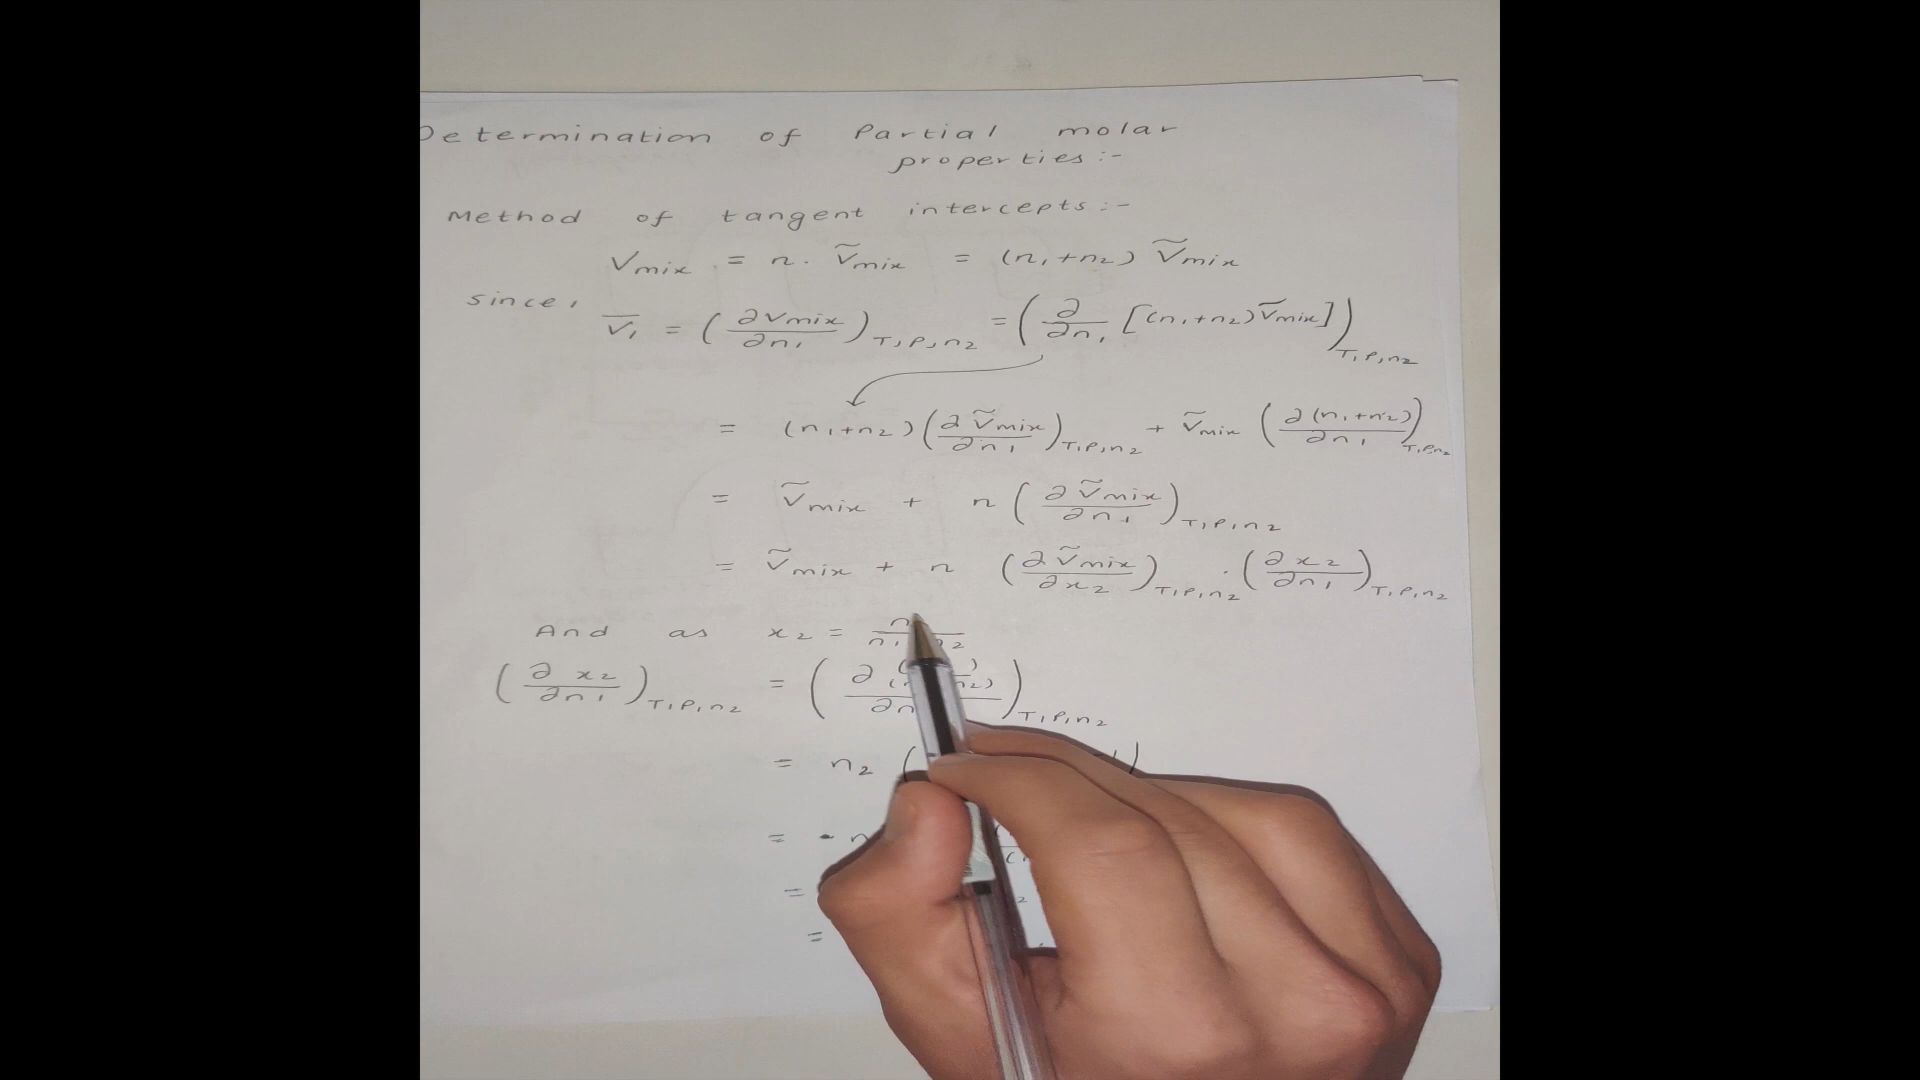 Determination of Partial molar
properties :-
Method of tangent intercepts :-
Vmix = n. Ṽmix = (n₁+n₂) Ṽmix
since,
V̅₁ = (∂Vmix/∂n₁)T,P,n₂ = (∂/∂n₁ [(n₁+n₂)Ṽmix])T,P,n₂
= (n₁+n₂)(∂Ṽmix/∂n₁)T,P,n₂ + Ṽmix (∂(n₁+n₂)/∂n₁)T,P,n₂
= Ṽmix + n (∂Ṽmix/∂n₁)T,P,n₂
= Ṽmix + n (∂Ṽmix/∂x₂)T,P,n₂ . (∂x₂/∂n₁)T,P,n₂
And as x₂ =
(∂x₂/∂n₁)T,P,n₂ = T,P,n₂
= n₂ (
= -
=
=